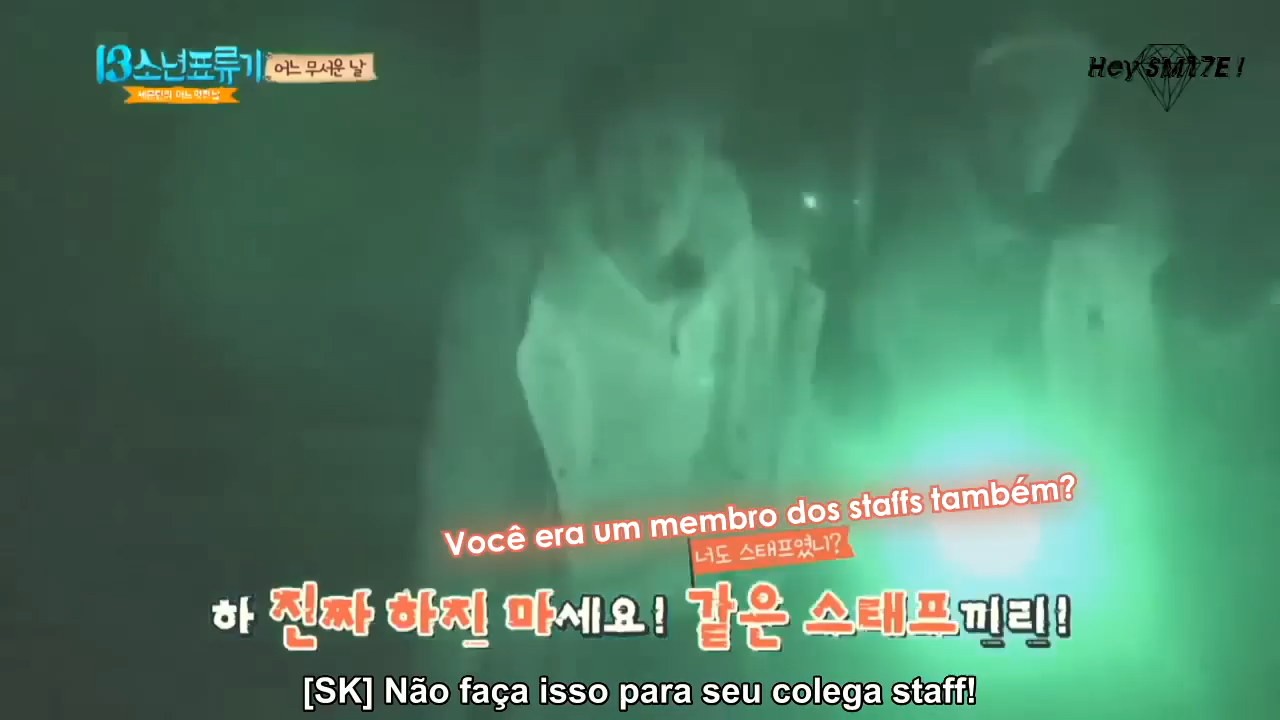 13소년표류기
어느 무서운 날
Hey SM17E !
Você era um membro dos staffs também?
너도 스태프였니?
하 진짜 하지 마세요! 같은 스태프끼리!
[SK] Não faça isso para seu colega staff!